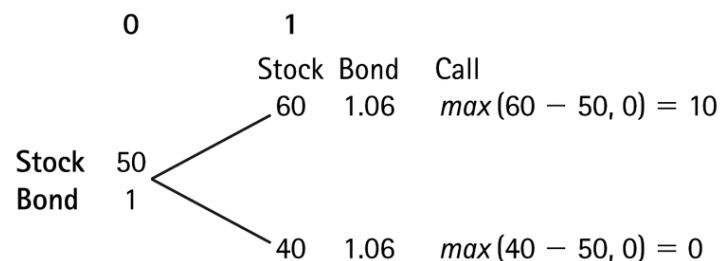 0 1
Stock Bond Call
60 1.06 max(60 − 50, 0) = 10
Stock 50
Bond 1
40 1.06 max(40 − 50, 0) = 0